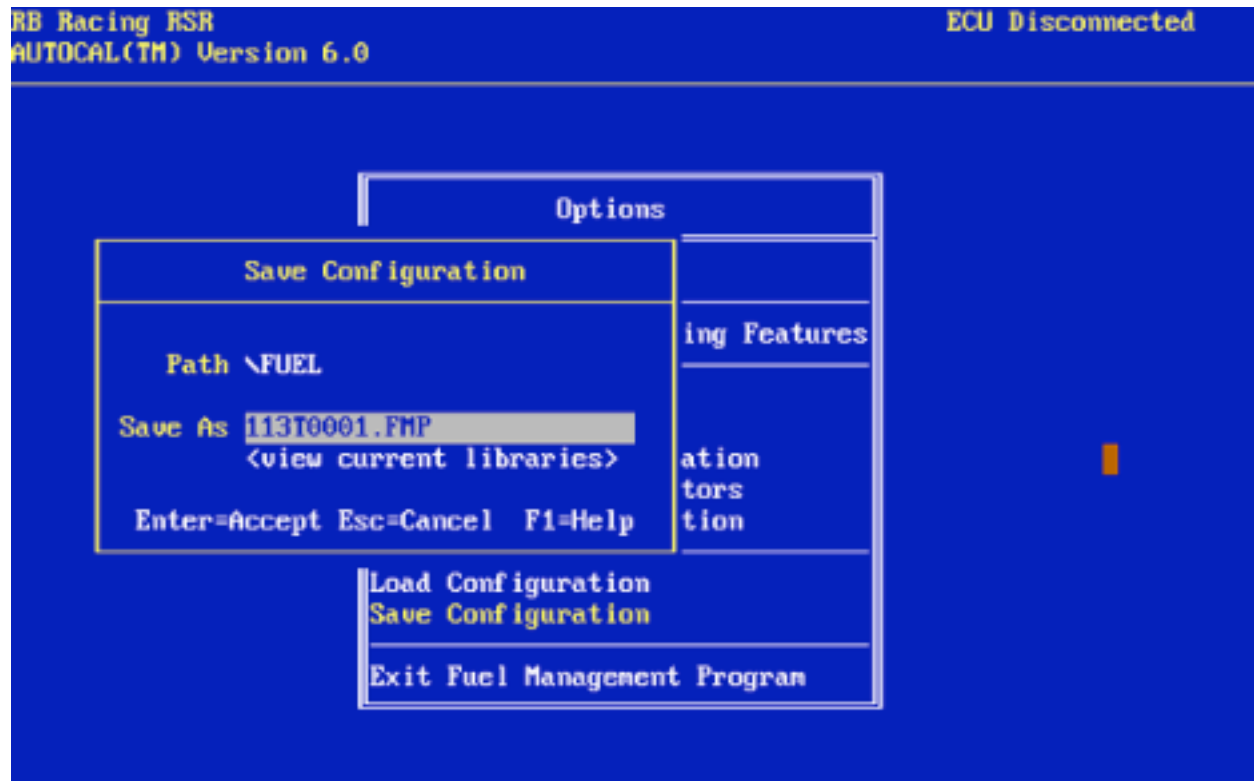 RB Racing RSR
ECU Disconnected
AUTOCAL(TM) Version 6.0
Options
Save Configuration
ing Features
Path \FUEL
Save As 113T0001.FMP
<view current libraries>
ation
tors
Enter=Accept Esc=Cancel F1=Help
tion
Load Configuration
Save Configuration
Exit Fuel Management Program